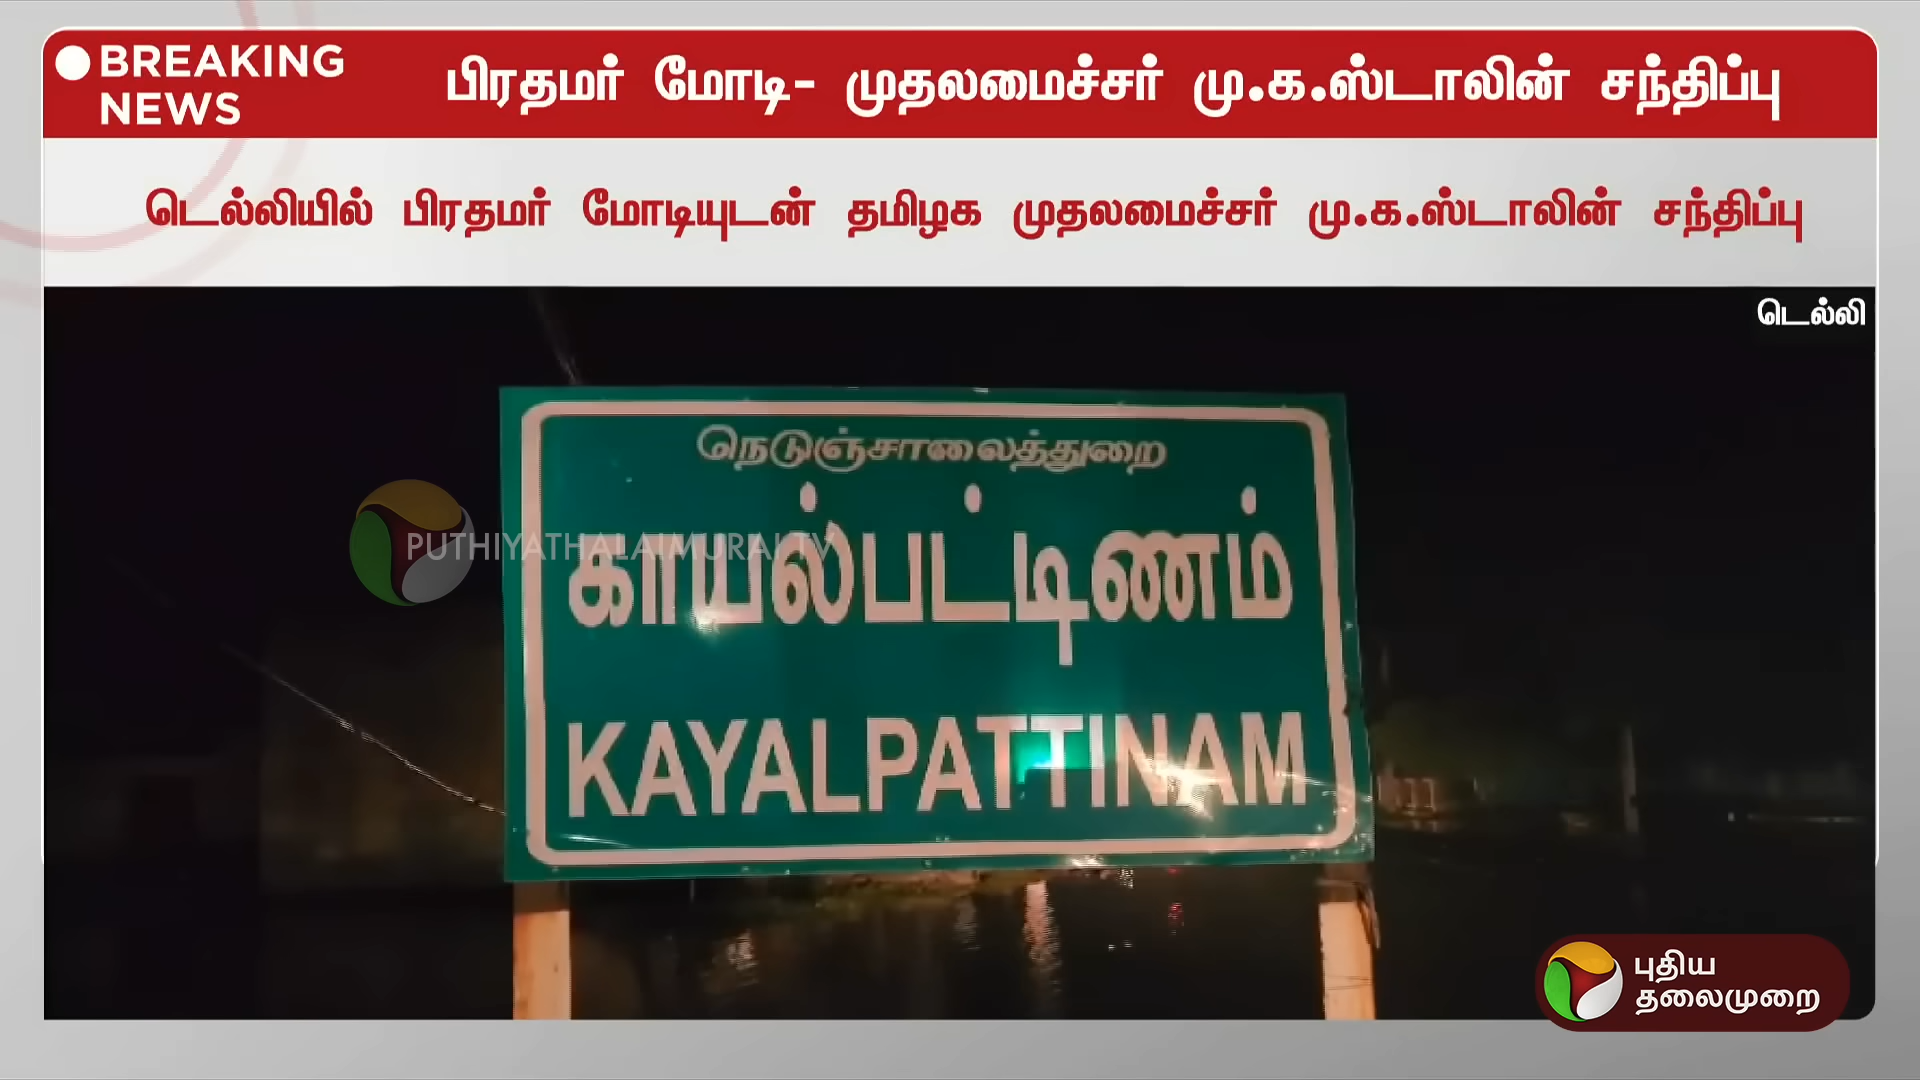 BREAKING
NEWS
பிரதமர் மோடி- முதலமைச்சர் மு.க.ஸ்டாலின் சந்திப்பு
டெல்லியில் பிரதமர் மோடியுடன் தமிழக முதலமைச்சர் மு.க.ஸ்டாலின் சந்திப்பு
டெல்லி
நெடுஞ்சாலைத்துறை
காயல்பட்டிணம்
PUTHIYATHALAIMURAI TV
KAYALPATTINAM
புதிய
தலைமுறை